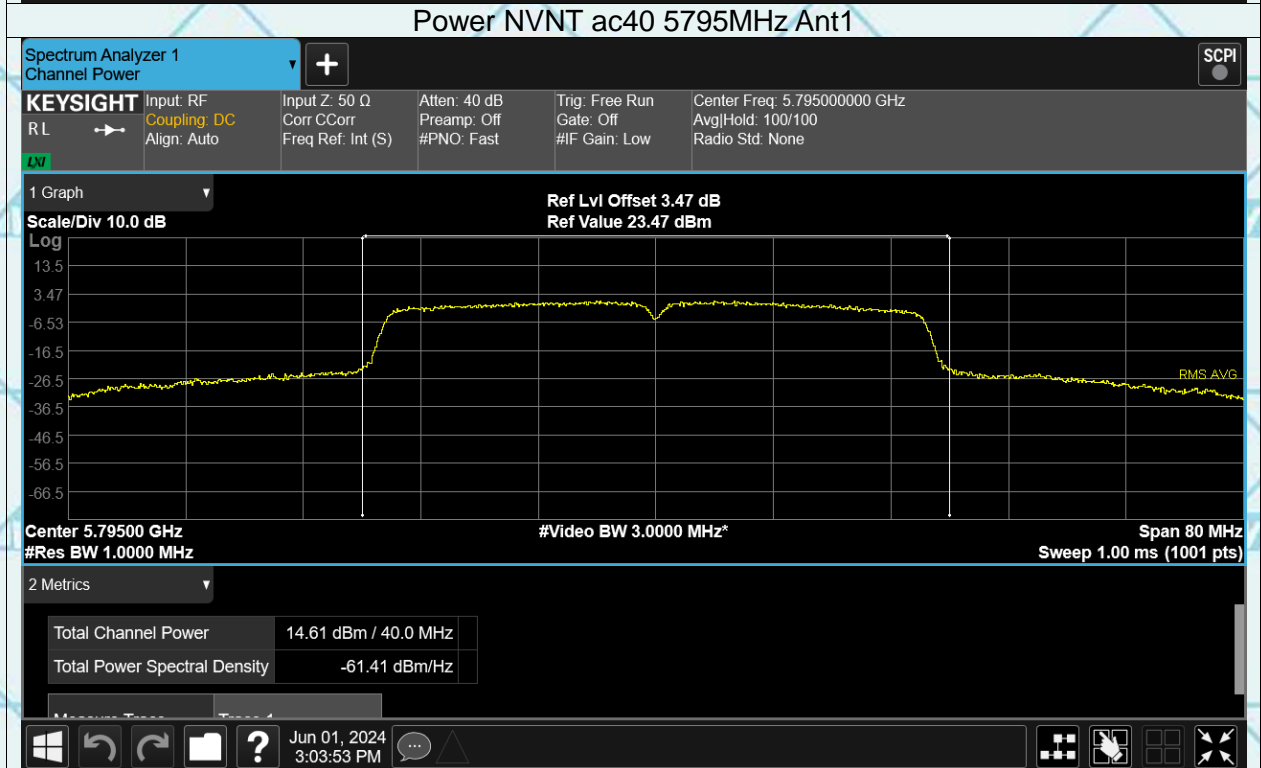 Power NVNT ac40 5795MHz Ant1
Spectrum Analyzer 1
Channel Power
SCPI
KEYSIGHT
RL
LXI
Input: RF
Coupling: DC
Align: Auto
Input Z: 50 Ω
Corr CCorr
Freq Ref: Int (S)
Atten: 40 dB
Preamp: Off
#PNO: Fast
Trig: Free Run
Gate: Off
#IF Gain: Low
Center Freq: 5.795000000 GHz
Avg|Hold: 100/100
Radio Std: None
1 Graph
Scale/Div 10.0 dB
Ref Lvl Offset 3.47 dB
Ref Value 23.47 dBm
Log
13.5
3.47
-6.53
-16.5
-26.5
-36.5
-46.5
-56.5
-66.5
RMS AVG
Center 5.79500 GHz
#Video BW 3.0000 MHz*
Span 80 MHz
#Res BW 1.0000 MHz
Sweep 1.00 ms (1001 pts)
2 Metrics
Total Channel Power 14.61 dBm / 40.0 MHz
Total Power Spectral Density -61.41 dBm/Hz
Measure Trace Trace 1
Jun 01, 2024
3:03:53 PM